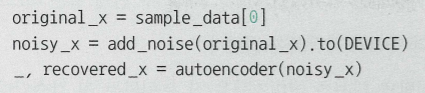 original_x = sample_data[0]
noisy_x = add_noise(original_x).to(DEVICE)
_, recovered_x = autoencoder(noisy_x)